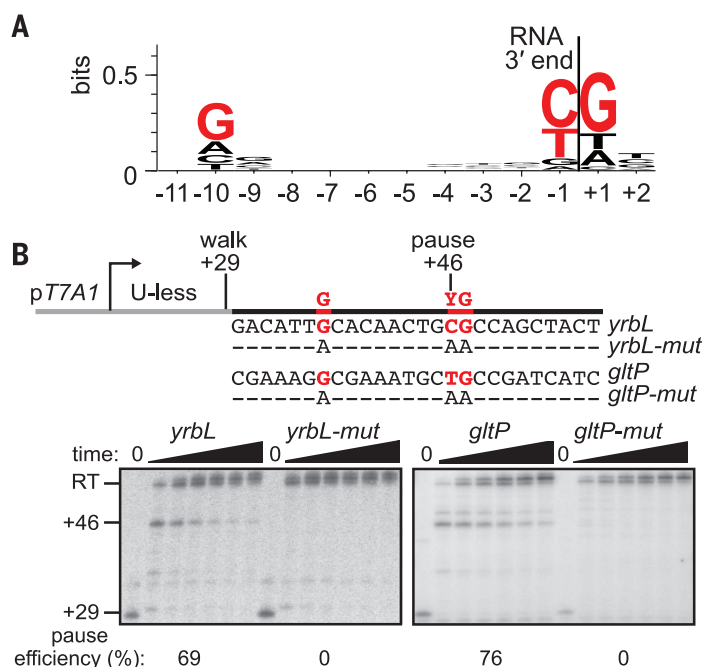 A
bits
0.5
0
RNA
3′ end
G A C T
G
C T G
G T A
T
-11 -10 -9 -8 -7 -6 -5 -4 -3 -2 -1 +1 +2
B
walk
+29
pause
+46
pT7A1
U-less
G YG
GACATTGCACAACTGCGCCAGCTACT yrbL
------A--------AA--------- yrbL-mut
CGAAAGGCGAAATGCTGCCGATCATC gltP
------A--------AA--------- gltP-mut
time: 0 yrbL 0 yrbL-mut 0 gltP 0 gltP-mut
RT
+46
+29
pause
efficiency (%): 69 0 76 0